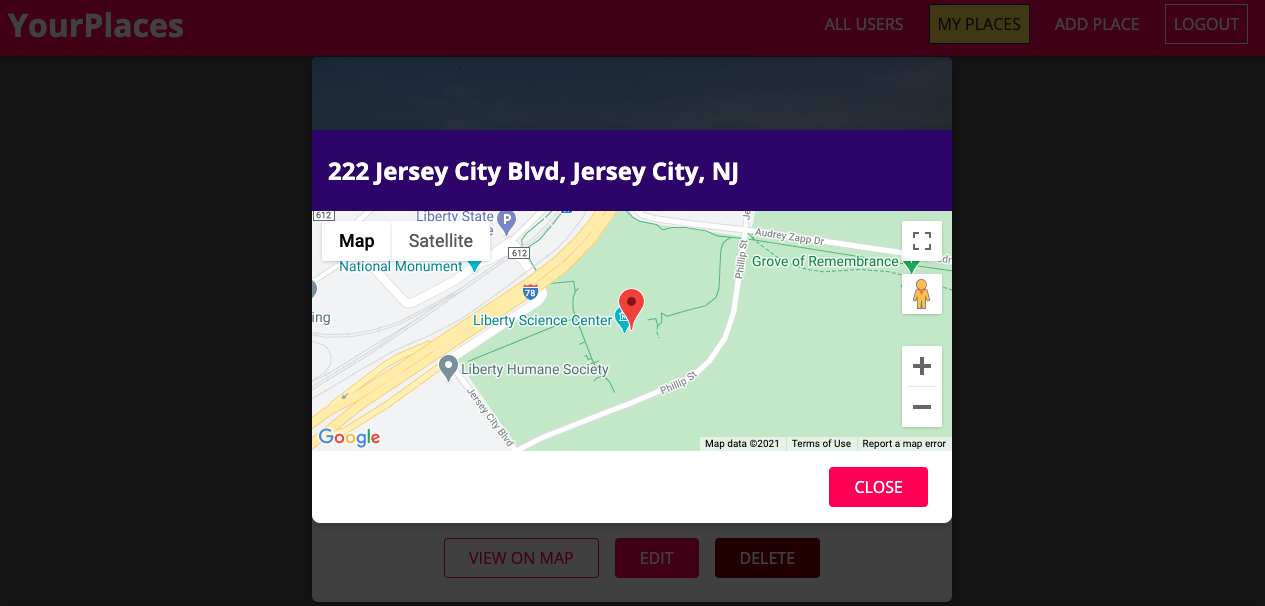 YourPlaces
ALL USERS
MY PLACES
ADD PLACE
LOGOUT
222 Jersey City Blvd, Jersey City, NJ
612
Liberty State
P
Map
Satellite
612
Audrey Zapp Dr
Phillip St
National Monument
Grove of Remembrance
78
ing
Liberty Science Center
Liberty Humane Society
Phillip St
Jersey City Blvd
Google
Map data ©2021
Terms of Use
Report a map error
CLOSE
VIEW ON MAP
EDIT
DELETE